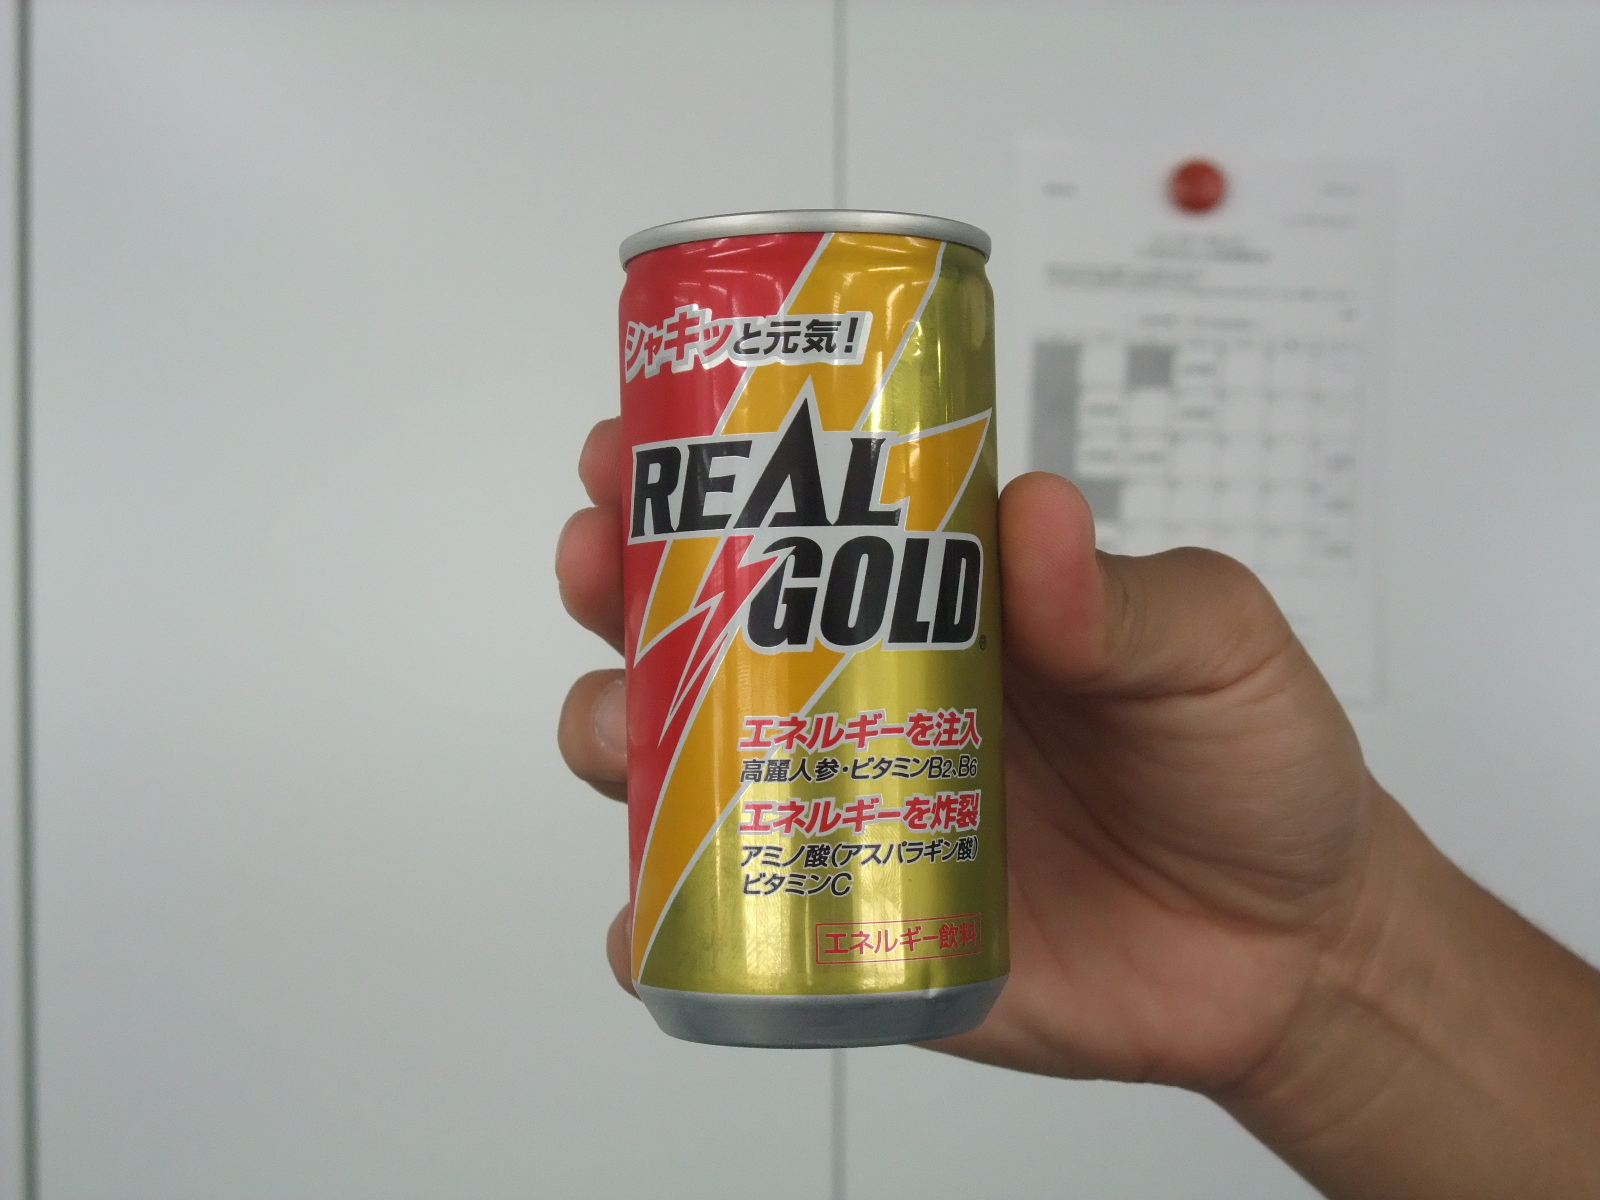 シャキッと元気!
REAL
GOLD
®
エネルギーを注入
高麗人参・ビタミンB2、B6
エネルギーを炸裂
アミノ酸(アスパラギン酸)
ビタミンC
エネルギー飲料